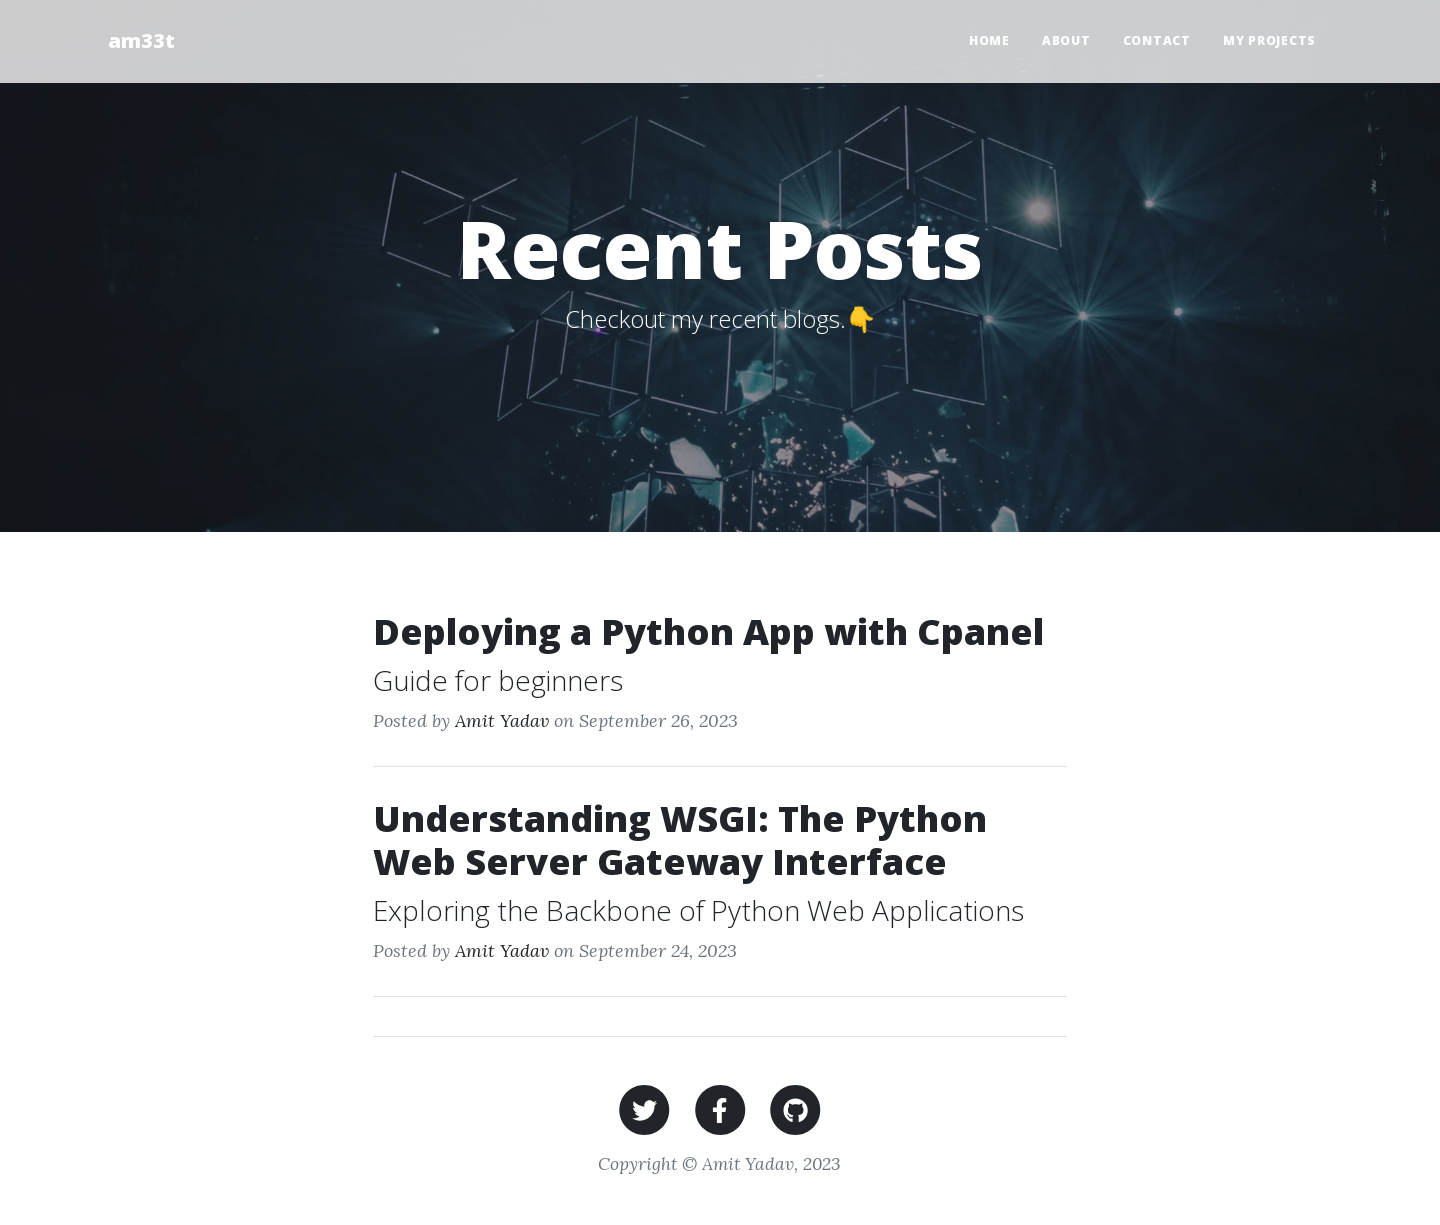 am33t
HOME ABOUT CONTACT MY PROJECTS
Recent Posts
Checkout my recent blogs.👇
Deploying a Python App with Cpanel
Guide for beginners
Posted by Amit Yadav on September 26, 2023
Understanding WSGI: The Python
Web Server Gateway Interface
Exploring the Backbone of Python Web Applications
Posted by Amit Yadav on September 24, 2023
Copyright © Amit Yadav, 2023